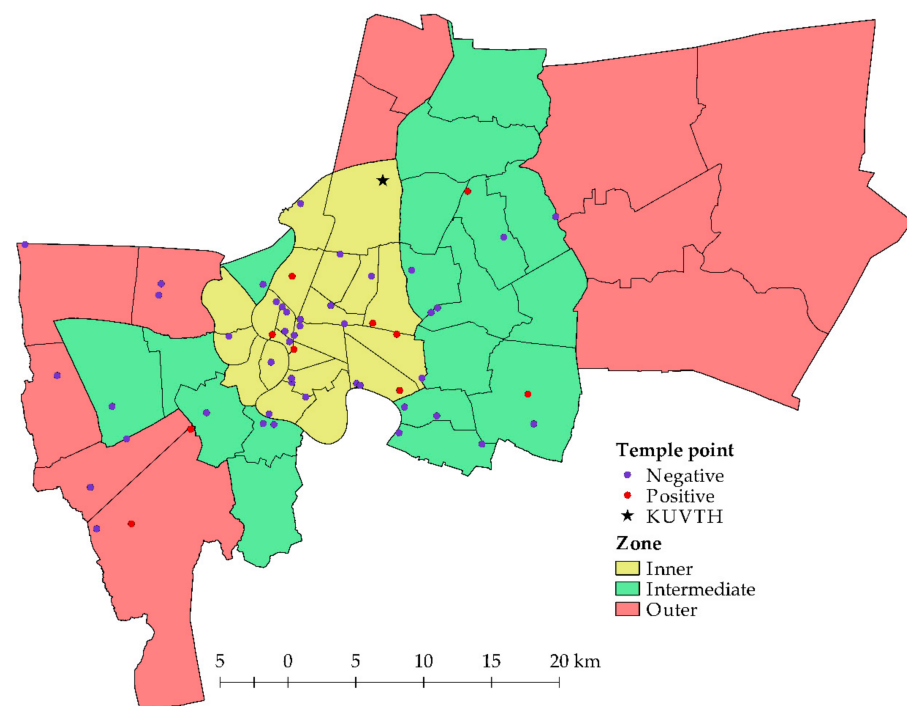 Temple point
Negative
Positive
KUVTH
Zone
Inner
Intermediate
Outer
5 0 5 10 15 20 km